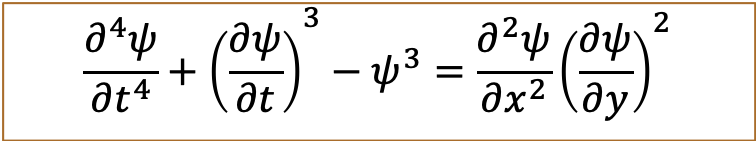 ∂⁴ψ/∂t⁴ + (∂ψ/∂t)³ − ψ³ = ∂²ψ/∂x² (∂ψ/∂y)²